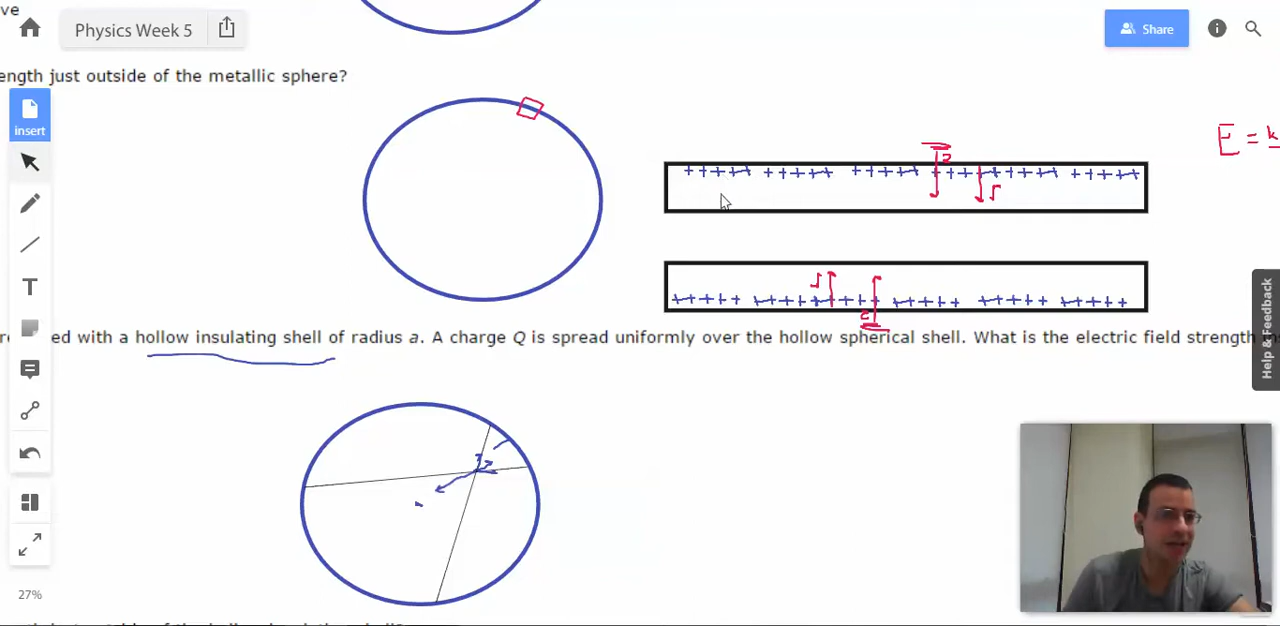 ve
Physics Week 5
Share
ength just outside of the metallic sphere?
insert
E = k
ed with a hollow insulating shell of radius a. A charge Q is spread uniformly over the hollow spherical shell. What is the electric field strength
Help & Feedback
27%